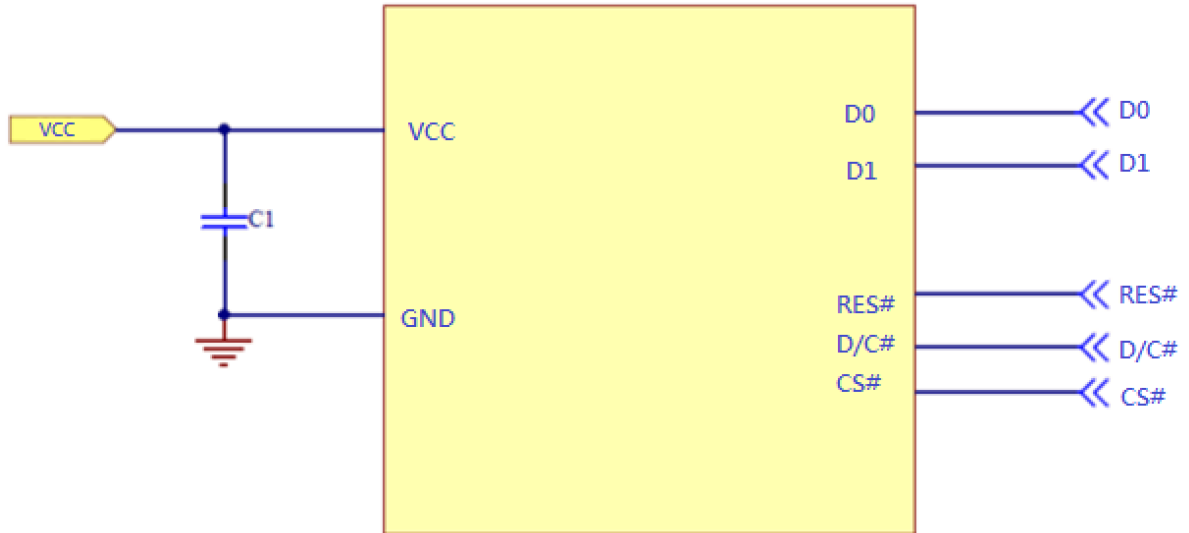 VCC
VCC
C1
GND
D0
D1
RES#
D/C#
CS#
D0
D1
RES#
D/C#
CS#